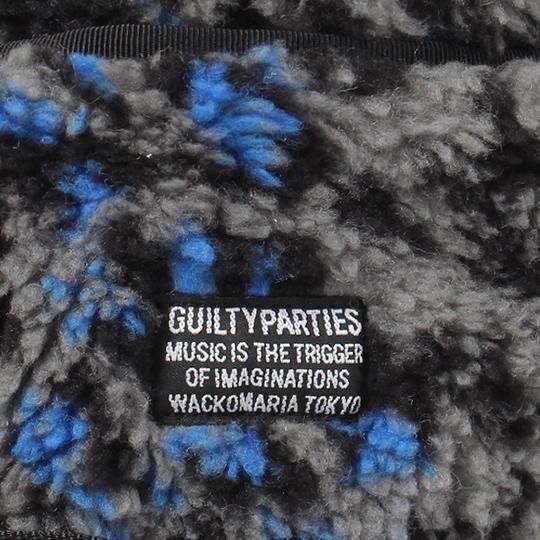 GUILTY PARTIES
MUSIC IS THE TRIGGER
OF IMAGINATIONS
WACKOMARIA TOKYO